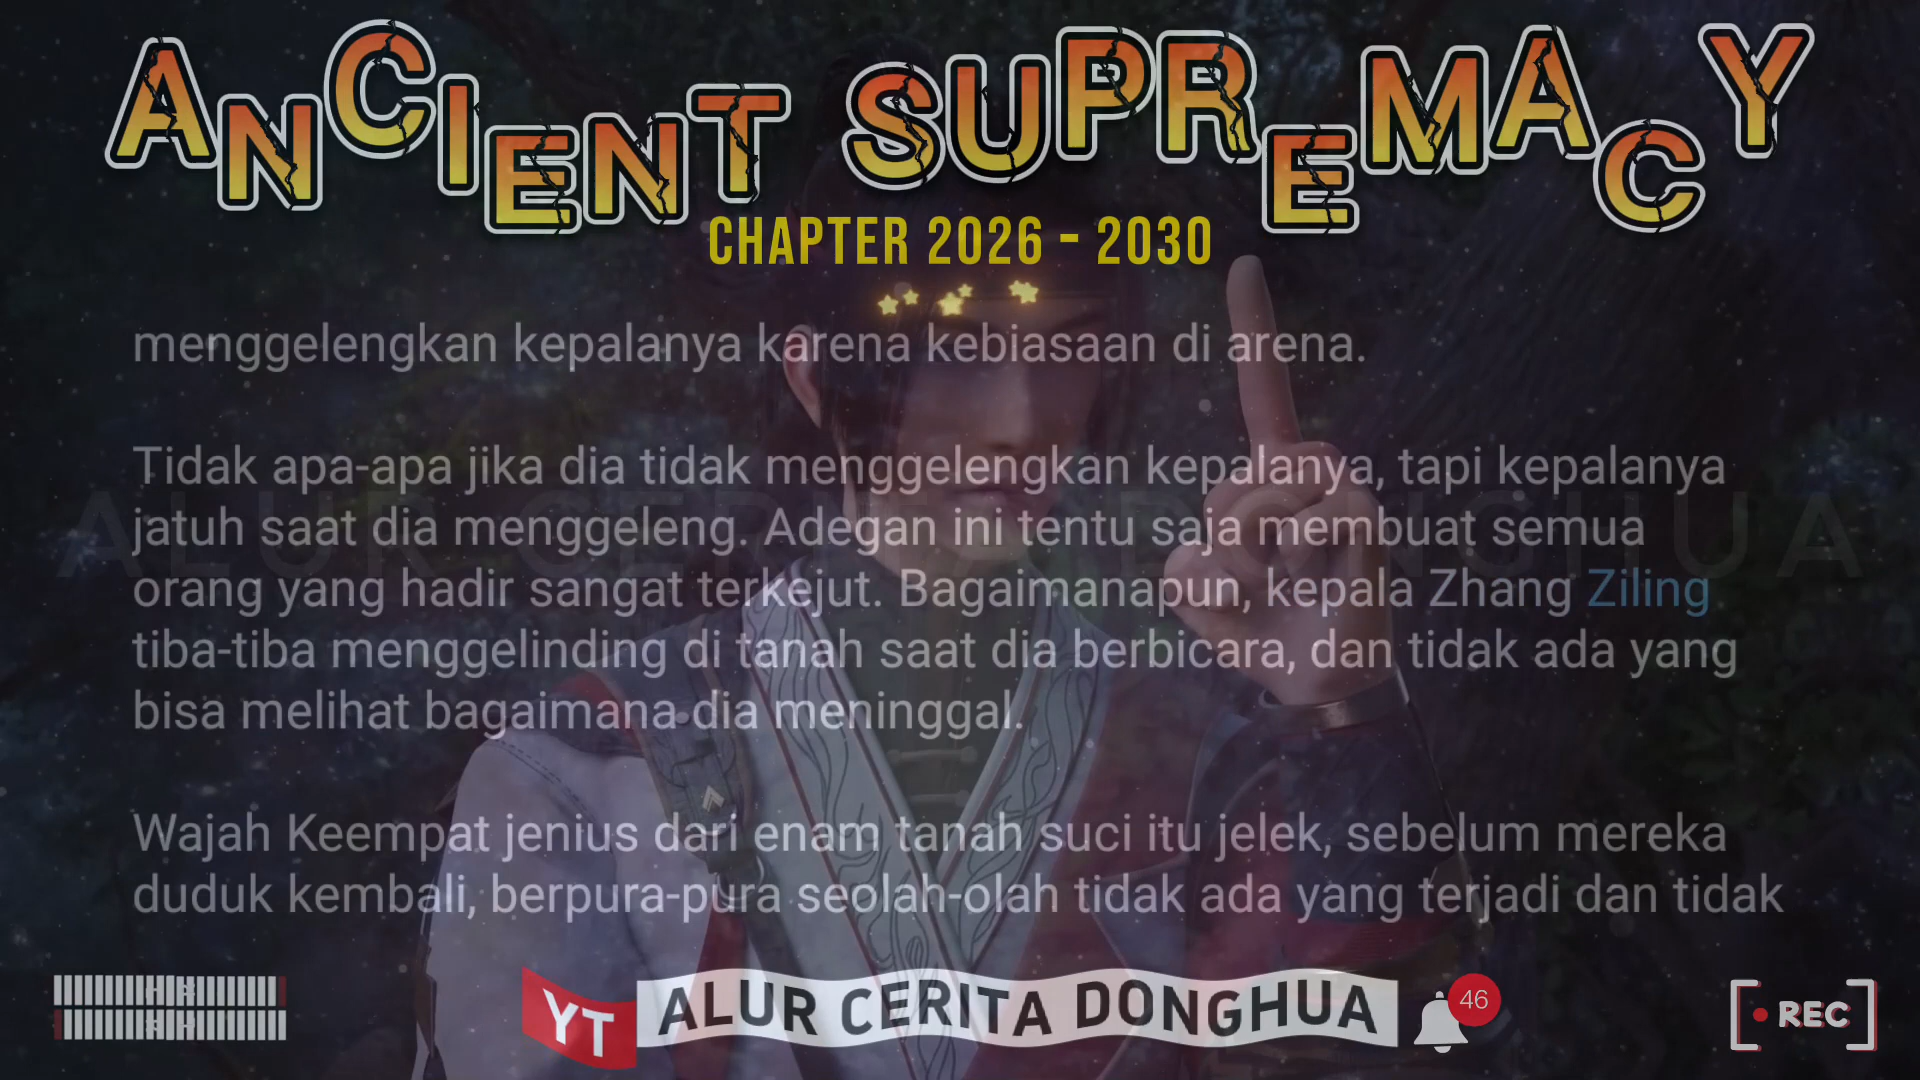 ANCIENT SUPREMACY
CHAPTER 2026 - 2030
menggelengkan kepalanya karena kebiasaan di arena.
Tidak apa-apa jika dia tidak menggelengkan kepalanya, tapi kepalanya
jatuh saat dia menggeleng. Adegan ini tentu saja membuat semua
orang yang hadir sangat terkejut. Bagaimanapun, kepala Zhang Ziling
tiba-tiba menggelinding di tanah saat dia berbicara, dan tidak ada yang
bisa melihat bagaimana dia meninggal.
Wajah Keempat jenius dari enam tanah suci itu jelek, sebelum mereka
duduk kembali, berpura-pura seolah-olah tidak ada yang terjadi dan tidak
ALUR CERITA DONGHUA
YT ALUR CERITA DONGHUA
46
REC